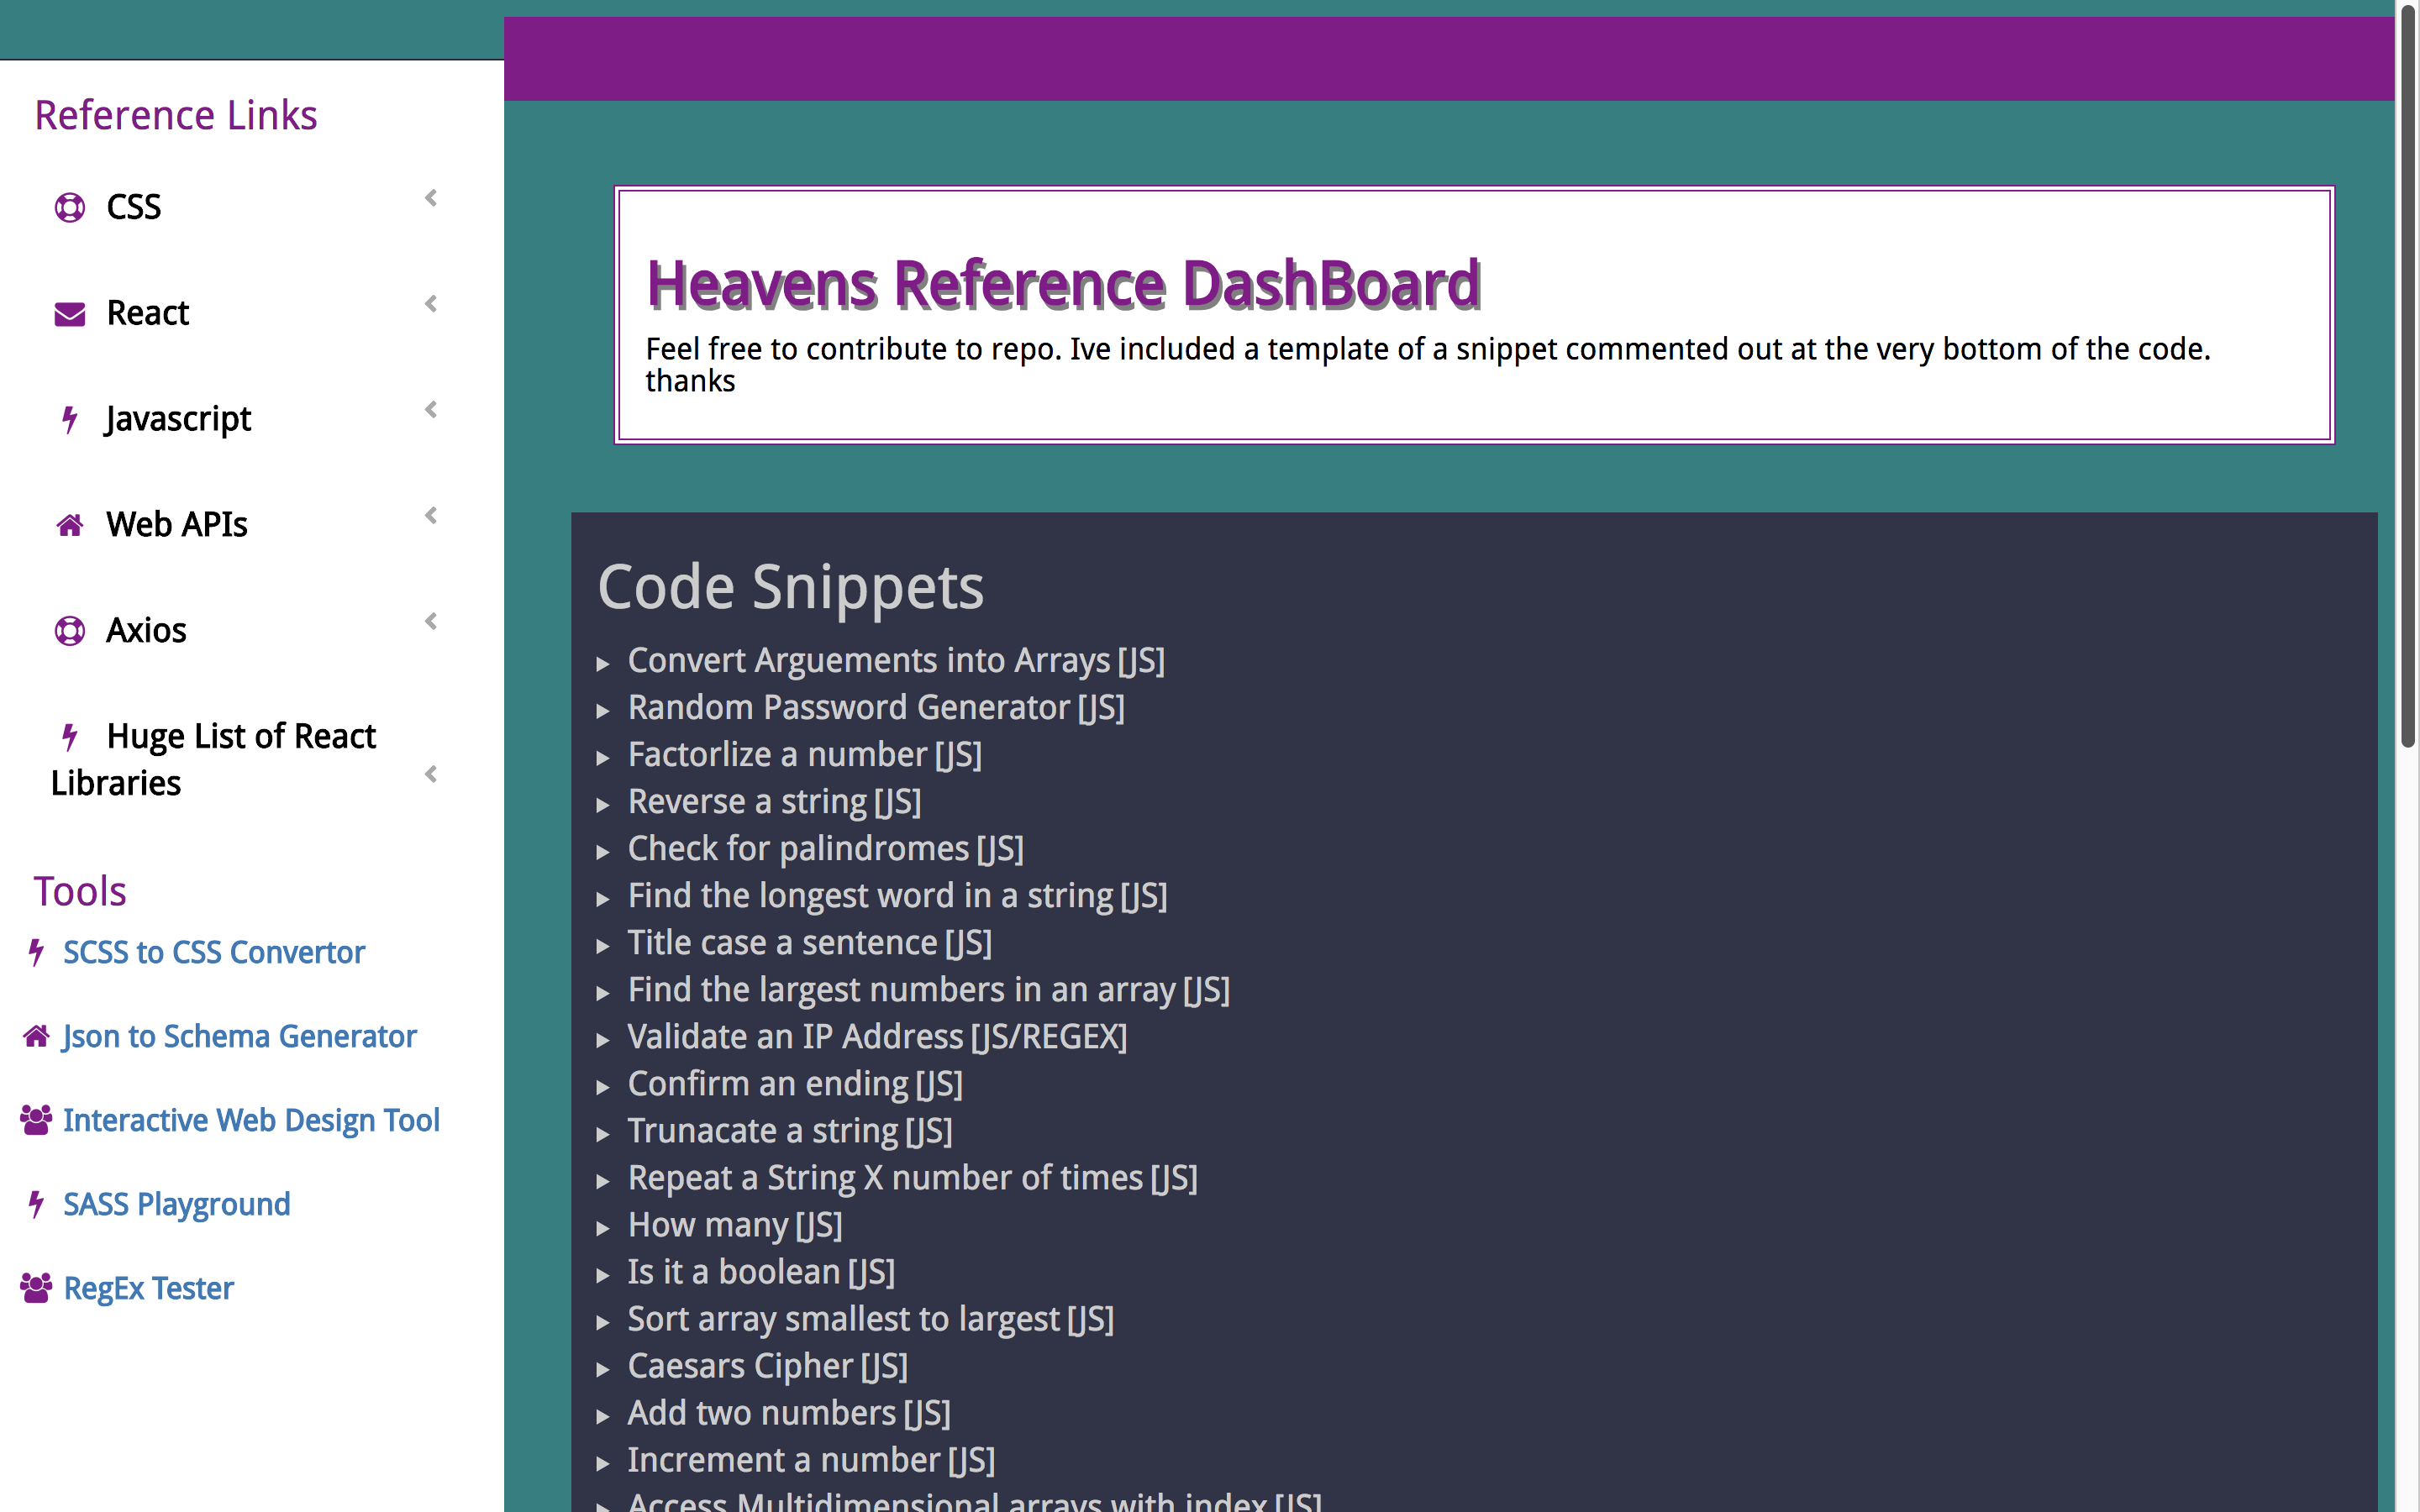 Reference Links
CSS
React
Javascript
Web APIs
Axios
Huge List of React
Libraries
Tools
SCSS to CSS Convertor
Json to Schema Generator
Interactive Web Design Tool
SASS Playground
RegEx Tester
Heavens Reference DashBoard
Feel free to contribute to repo. Ive included a template of a snippet commented out at the very bottom of the code.
thanks
Code Snippets
Convert Arguements into Arrays [JS]
Random Password Generator [JS]
Factorlize a number [JS]
Reverse a string [JS]
Check for palindromes [JS]
Find the longest word in a string [JS]
Title case a sentence [JS]
Find the largest numbers in an array [JS]
Validate an IP Address [JS/REGEX]
Confirm an ending [JS]
Trunacate a string [JS]
Repeat a String X number of times [JS]
How many [JS]
Is it a boolean [JS]
Sort array smallest to largest [JS]
Caesars Cipher [JS]
Add two numbers [JS]
Increment a number [JS]
Access Multidimensional arrays with index [JS]